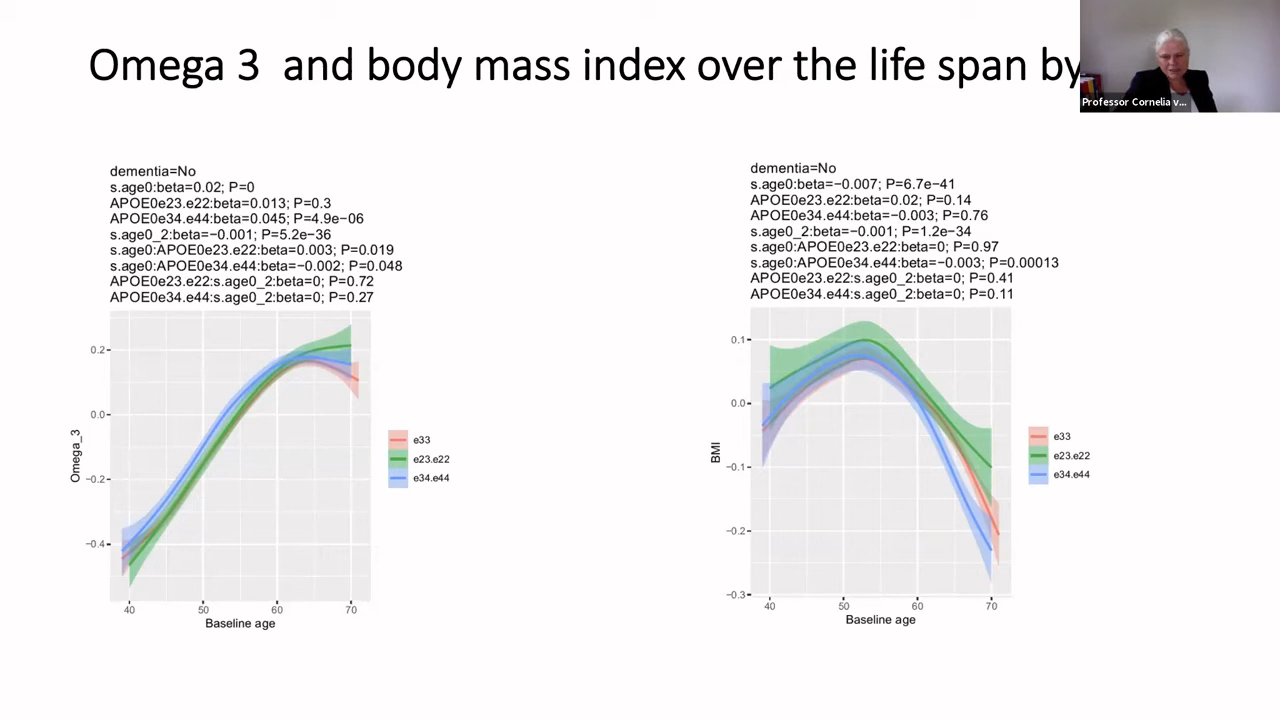 Omega 3 and body mass index over the life span by
Professor Cornelia v...
dementia=No
s.age0:beta=0.02; P=0
APOE0e23.e22:beta=0.013; P=0.3
APOE0e34.e44:beta=0.045; P=4.9e−06
s.age0_2:beta=−0.001; P=5.2e−36
s.age0:APOE0e23.e22:beta=0.003; P=0.019
s.age0:APOE0e34.e44:beta=−0.002; P=0.048
APOE0e23.e22:s.age0_2:beta=0; P=0.72
APOE0e34.e44:s.age0_2:beta=0; P=0.27
0.2
0.0
−0.2
−0.4
Omega_3
40 50 60 70
Baseline age
e33
e23.e22
e34.e44
dementia=No
s.age0:beta=−0.007; P=6.7e−41
APOE0e23.e22:beta=0.02; P=0.14
APOE0e34.e44:beta=−0.003; P=0.76
s.age0_2:beta=−0.001; P=1.2e−34
s.age0:APOE0e23.e22:beta=0; P=0.97
s.age0:APOE0e34.e44:beta=−0.003; P=0.00013
APOE0e23.e22:s.age0_2:beta=0; P=0.41
APOE0e34.e44:s.age0_2:beta=0; P=0.11
0.1
0.0
−0.1
−0.2
−0.3
BMI
40 50 60 70
Baseline age
e33
e23.e22
e34.e44